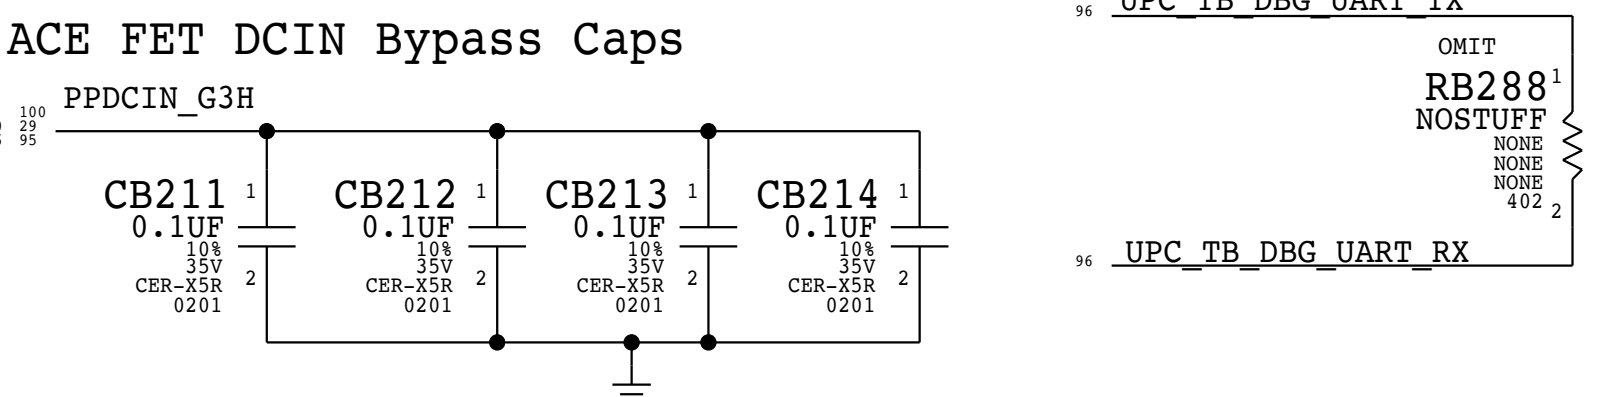 ACE FET DCIN Bypass Caps
PPDCIN_G3H
100
29
95
CB211
1
0.1UF
10%
35V
CER-X5R
2
0201
CB212
1
0.1UF
10%
35V
CER-X5R
2
0201
CB213
1
0.1UF
10%
35V
CER-X5R
2
0201
CB214
1
0.1UF
10%
35V
CER-X5R
2
0201
96
UPC_TB_DBG_UART_TX
OMIT
RB288
1
NOSTUFF
NONE
NONE
NONE
402
2
96
UPC_TB_DBG_UART_RX